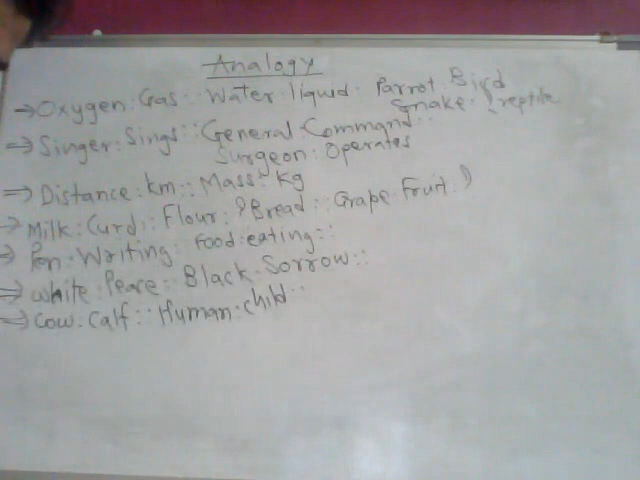 Analogy
⇒ Oxygen : Gas :: Water : liquid : Parrot : Bird
Snake : reptile
⇒ Singer : Sings :: General : Command ::
Surgeon : Operates
⇒ Distance : km :: Mass : Kg
⇒ Milk : Curd :: Flour : ? Bread :: Grape : Fruit : ?
⇒ Pen : Writing : Food : eating ::
⇒ White : Peace : Black : Sorrow ::
⇒ Cow : Calf :: Human : child ::